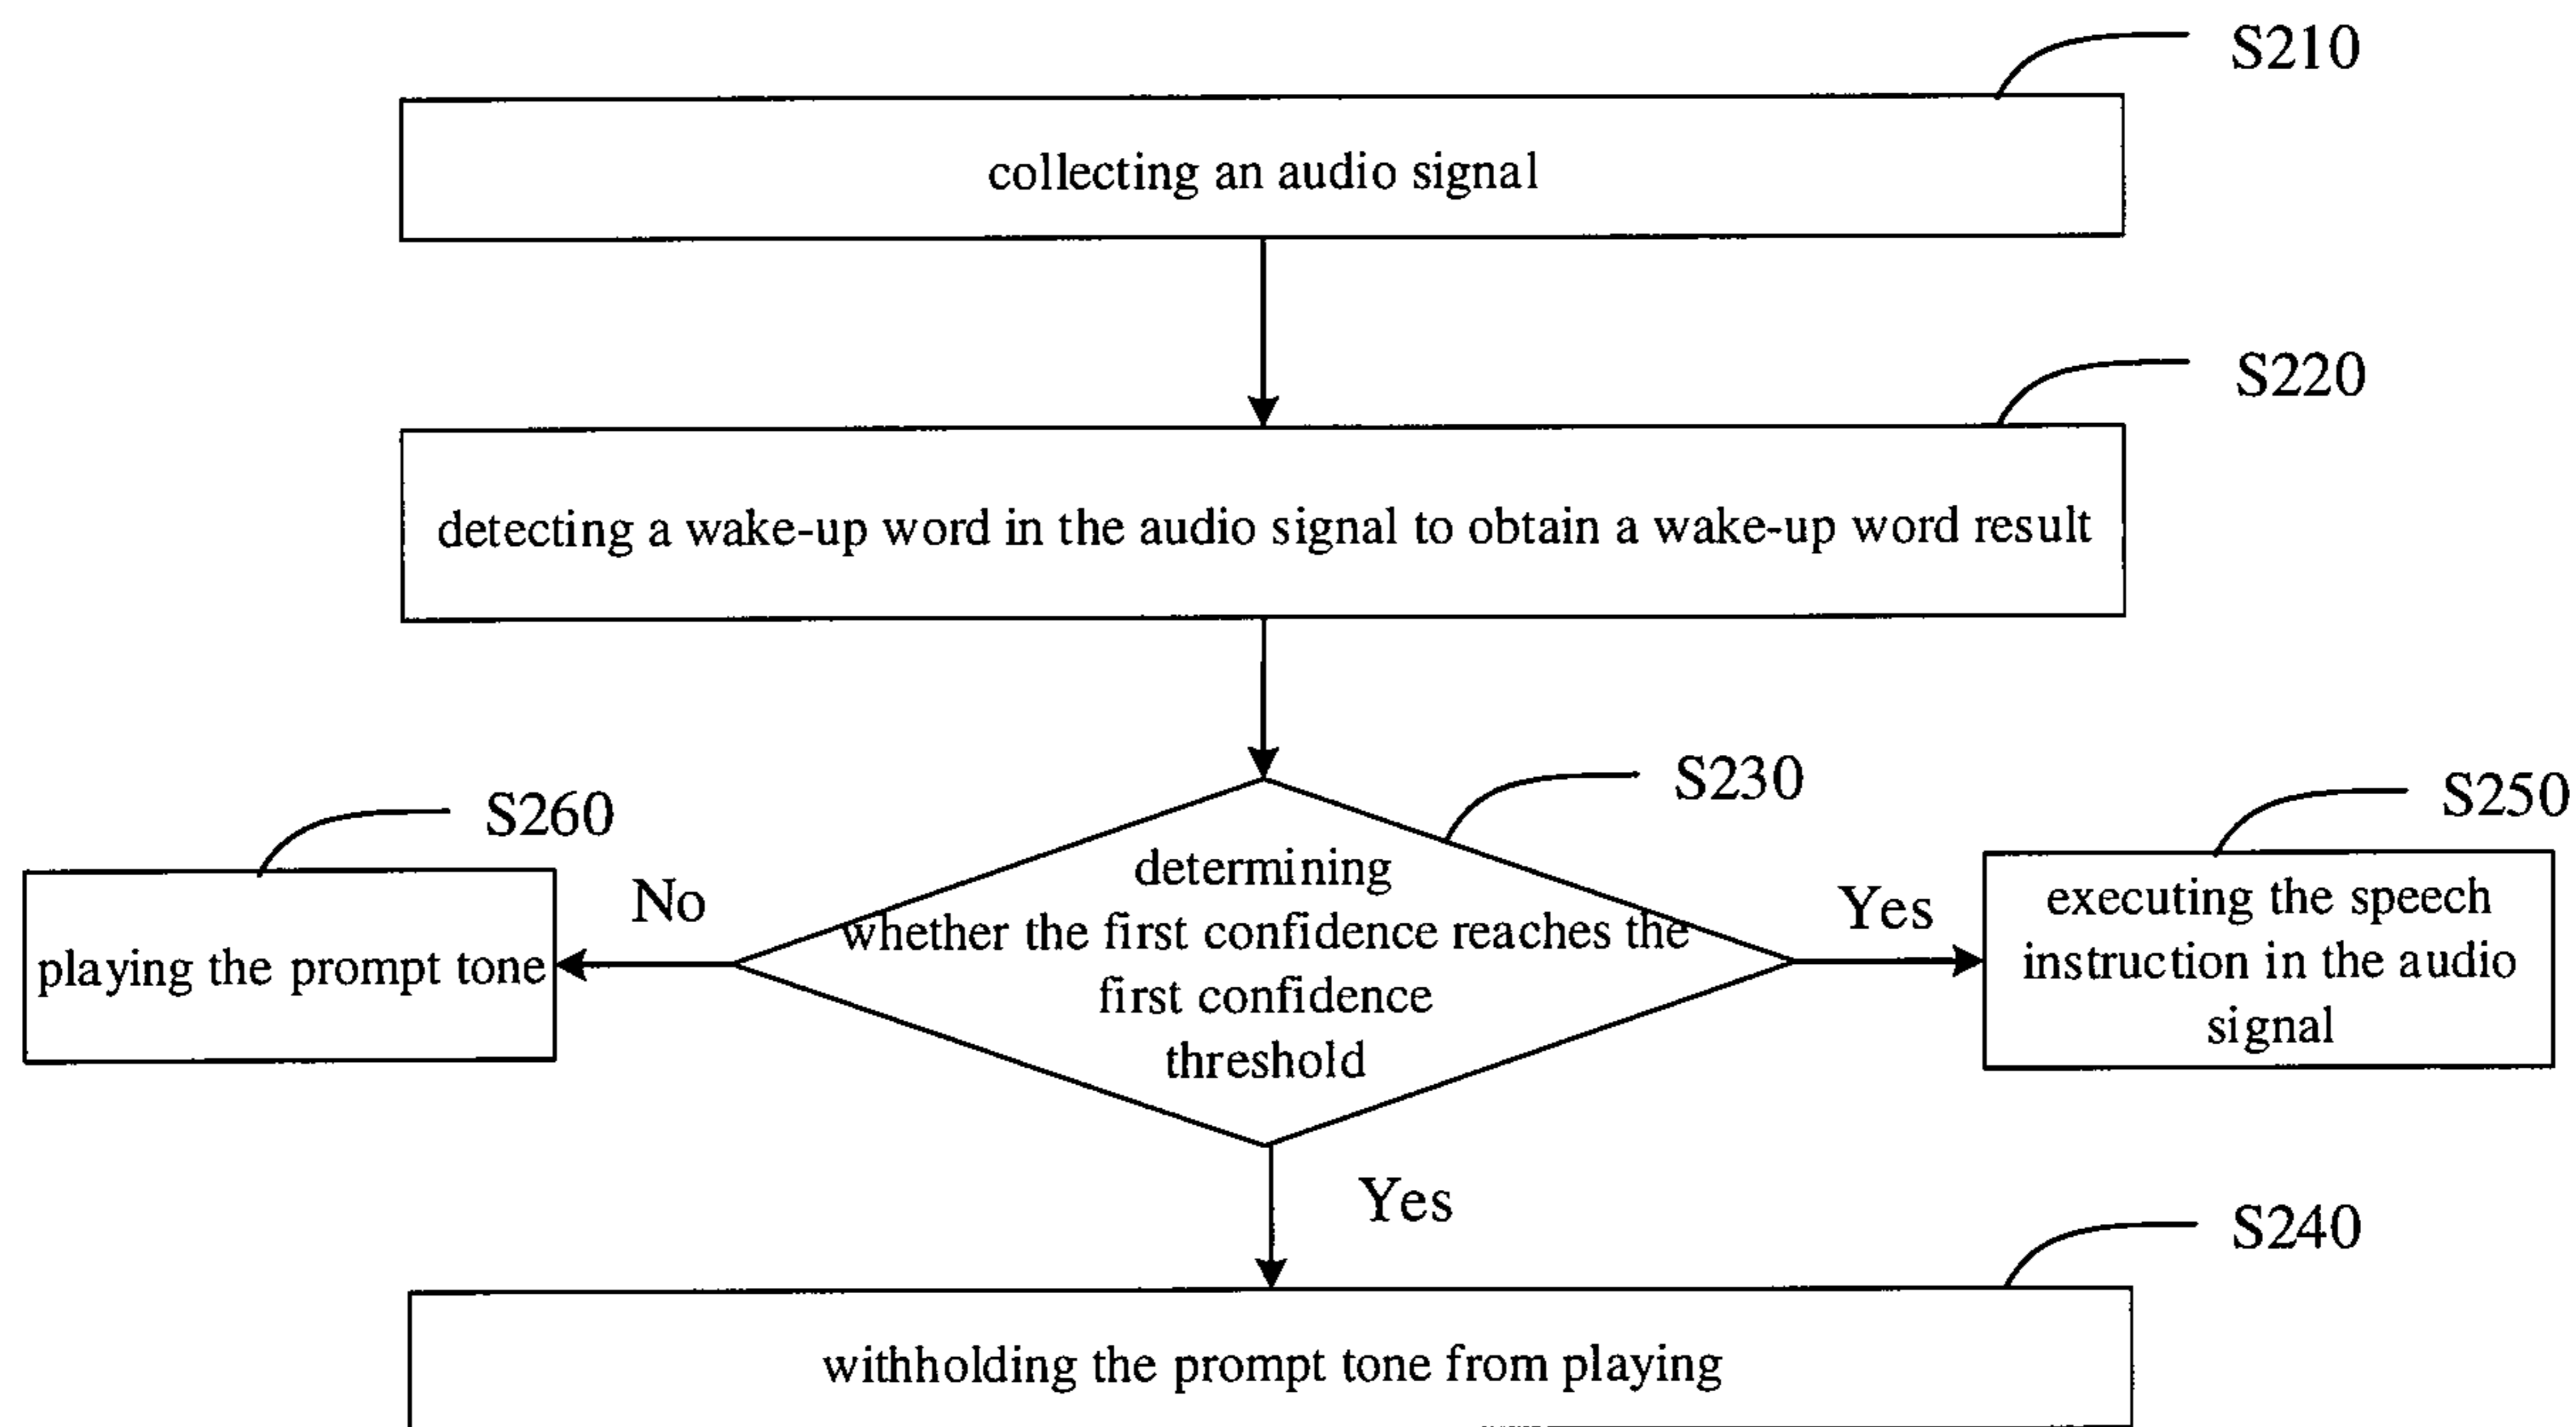 S210
collecting an audio signal
S220
detecting a wake-up word in the audio signal to obtain a wake-up word result
S230
determining
whether the first confidence reaches the
first confidence
threshold
S260
No
playing the prompt tone
S250
Yes
executing the speech
instruction in the audio
signal
Yes
S240
withholding the prompt tone from playing